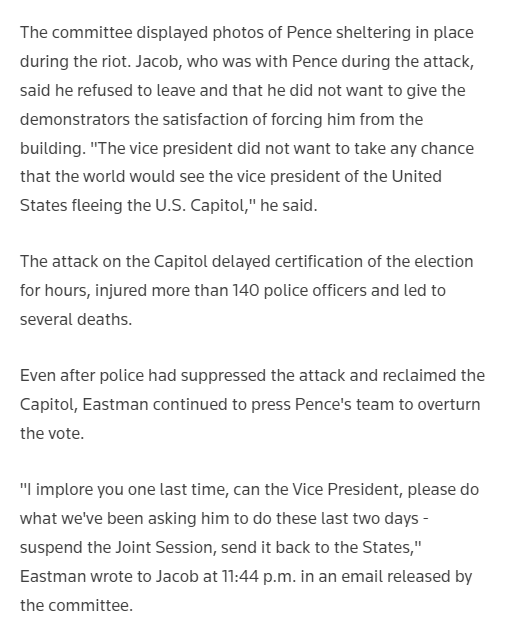 The committee displayed photos of Pence sheltering in place
during the riot. Jacob, who was with Pence during the attack,
said he refused to leave and that he did not want to give the
demonstrators the satisfaction of forcing him from the
building. "The vice president did not want to take any chance
that the world would see the vice president of the United
States fleeing the U.S. Capitol," he said.
The attack on the Capitol delayed certification of the election
for hours, injured more than 140 police officers and led to
several deaths.
Even after police had suppressed the attack and reclaimed the
Capitol, Eastman continued to press Pence's team to overturn
the vote.
"I implore you one last time, can the Vice President, please do
what we've been asking him to do these last two days -
suspend the Joint Session, send it back to the States,"
Eastman wrote to Jacob at 11:44 p.m. in an email released by
the committee.